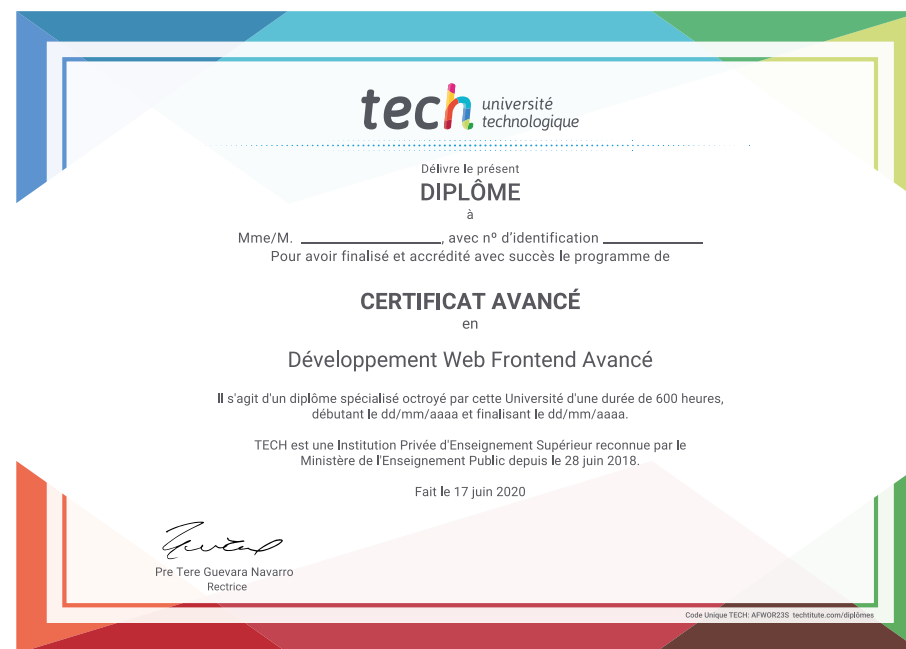 tech université
technologique
Délivre le présent
DIPLÔME
à
Mme/M. ____________________, avec nº d'identification ______________
Pour avoir finalisé et accrédité avec succès le programme de
CERTIFICAT AVANCÉ
en
Développement Web Frontend Avancé
Il s'agit d'un diplôme spécialisé octroyé par cette Université d'une durée de 600 heures,
débutant le dd/mm/aaaa et finalisant le dd/mm/aaaa.
TECH est une Institution Privée d'Enseignement Supérieur reconnue par le
Ministère de l'Enseignement Public depuis le 28 juin 2018.
Fait le 17 juin 2020
Pre Tere Guevara Navarro
Rectrice
Code Unique TECH: AFWOR23S techtitute.com/diplômes